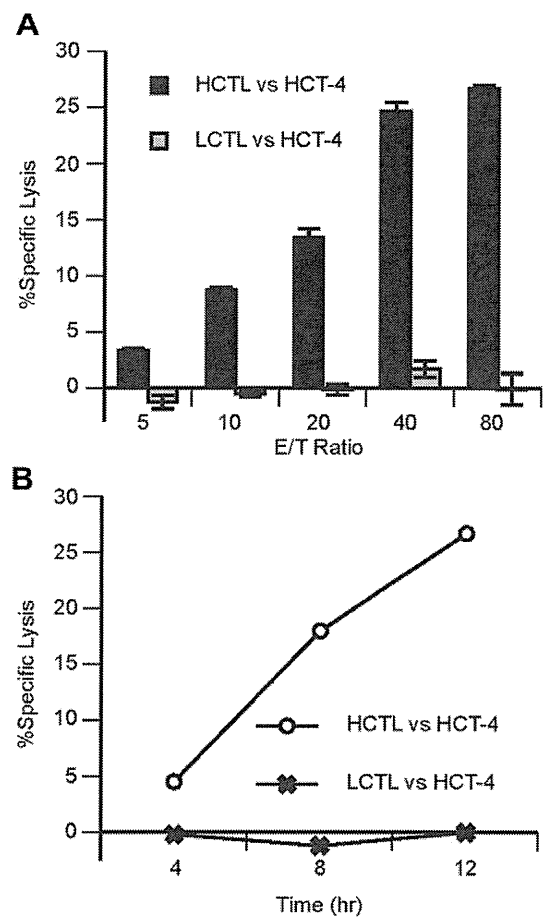 A
30
25
20
15
10
5
0
%Specific Lysis
HCTL vs HCT-4
LCTL vs HCT-4
5 10 20 40 80
E/T Ratio
B
30
25
20
15
10
5
0
%Specific Lysis
HCTL vs HCT-4
LCTL vs HCT-4
4 8 12
Time (hr)